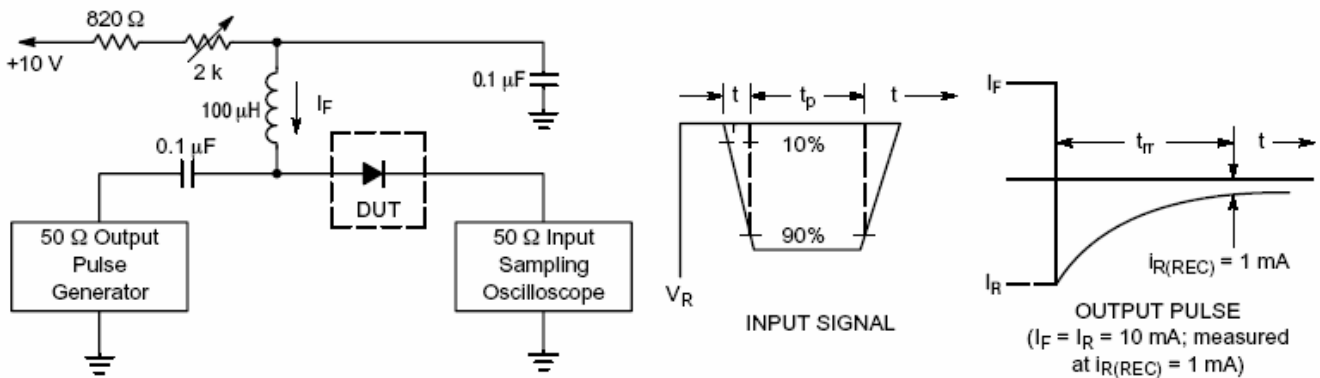 820 Ω
+10 V
2 k
100 µH
I_F
0.1 µF
0.1 µF
DUT
50 Ω Output
Pulse
Generator
50 Ω Input
Sampling
Oscilloscope
t_r
t_p
t
10%
90%
V_R
INPUT SIGNAL
I_F
t_rr
t
i_R(REC) = 1 mA
I_R
OUTPUT PULSE
(I_F = I_R = 10 mA; measured
at i_R(REC) = 1 mA)